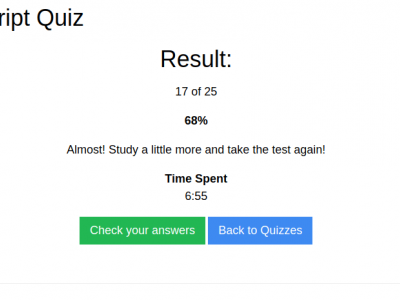 ript Quiz
Result:
17 of 25
68%
Almost! Study a little more and take the test again!
Time Spent
6:55
Check your answers Back to Quizzes